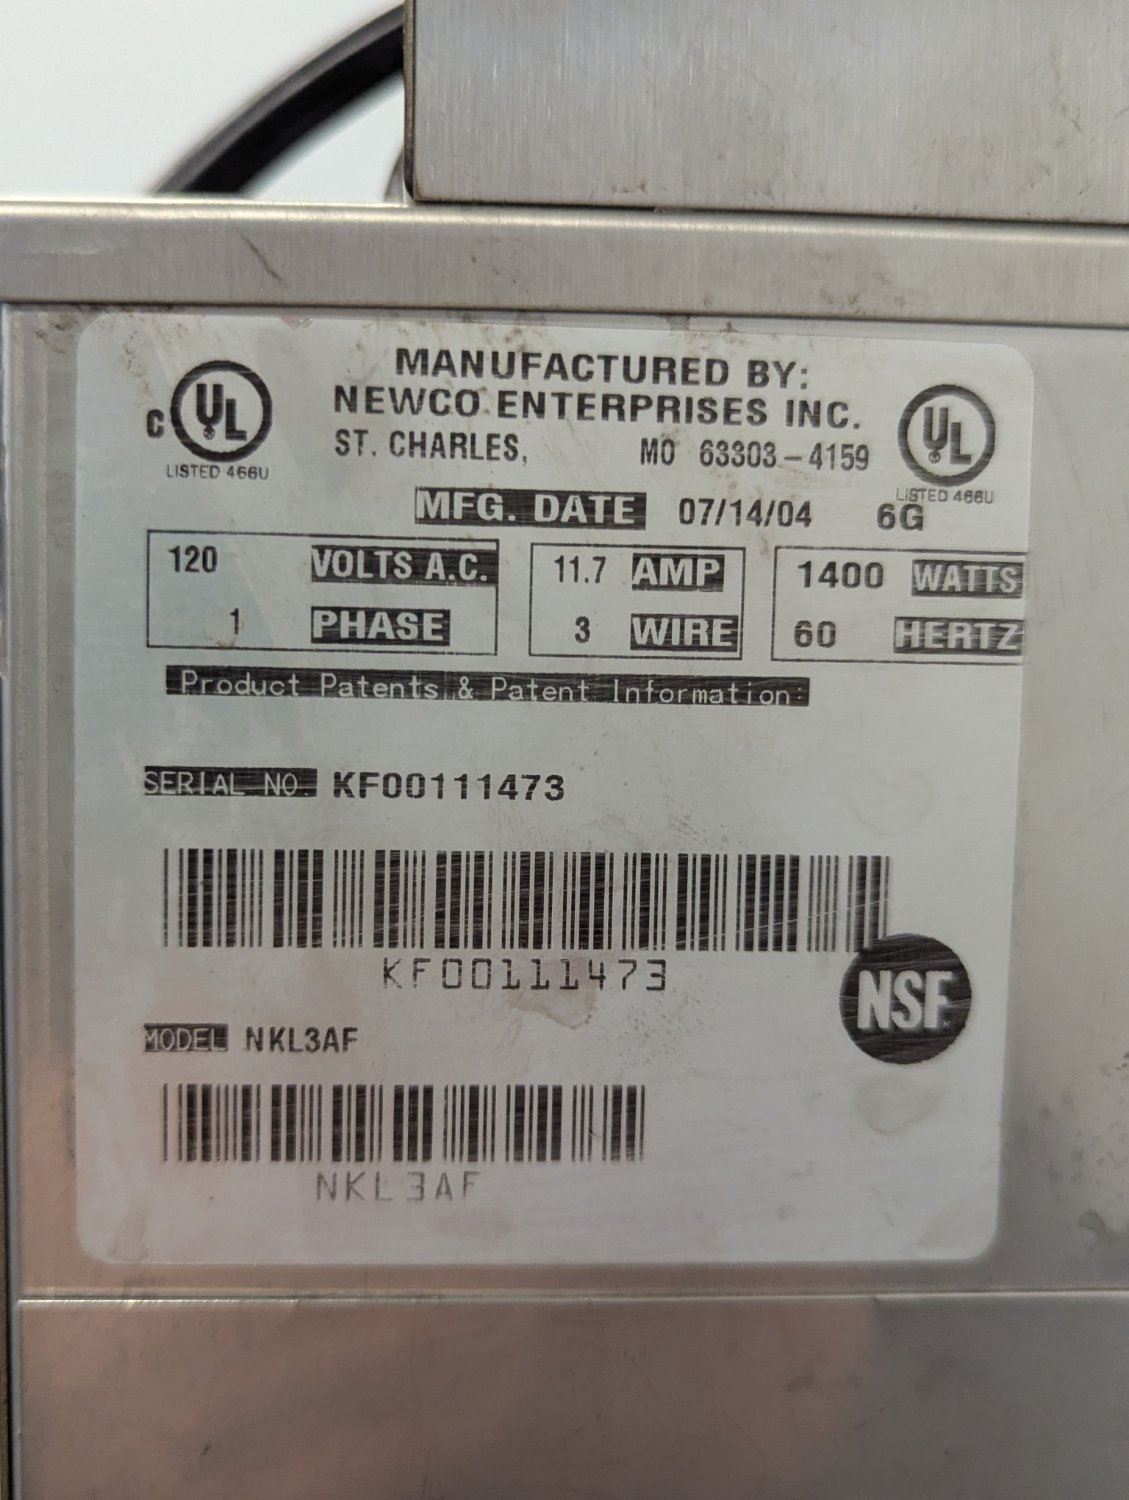 MANUFACTURED BY:
NEWCO ENTERPRISES INC.
ST. CHARLES, MO 63303-4159
C UL
LISTED 466U
UL
LISTED 466U
MFG. DATE 07/14/04 6G
120 VOLTS A.C. 11.7 AMP 1400 WATTS
1 PHASE 3 WIRE 60 HERTZ
Product Patents & Patent Information:
SERIAL NO. KF00111473
KF00111473
NSF
MODEL NKL3AF
NKL3AF